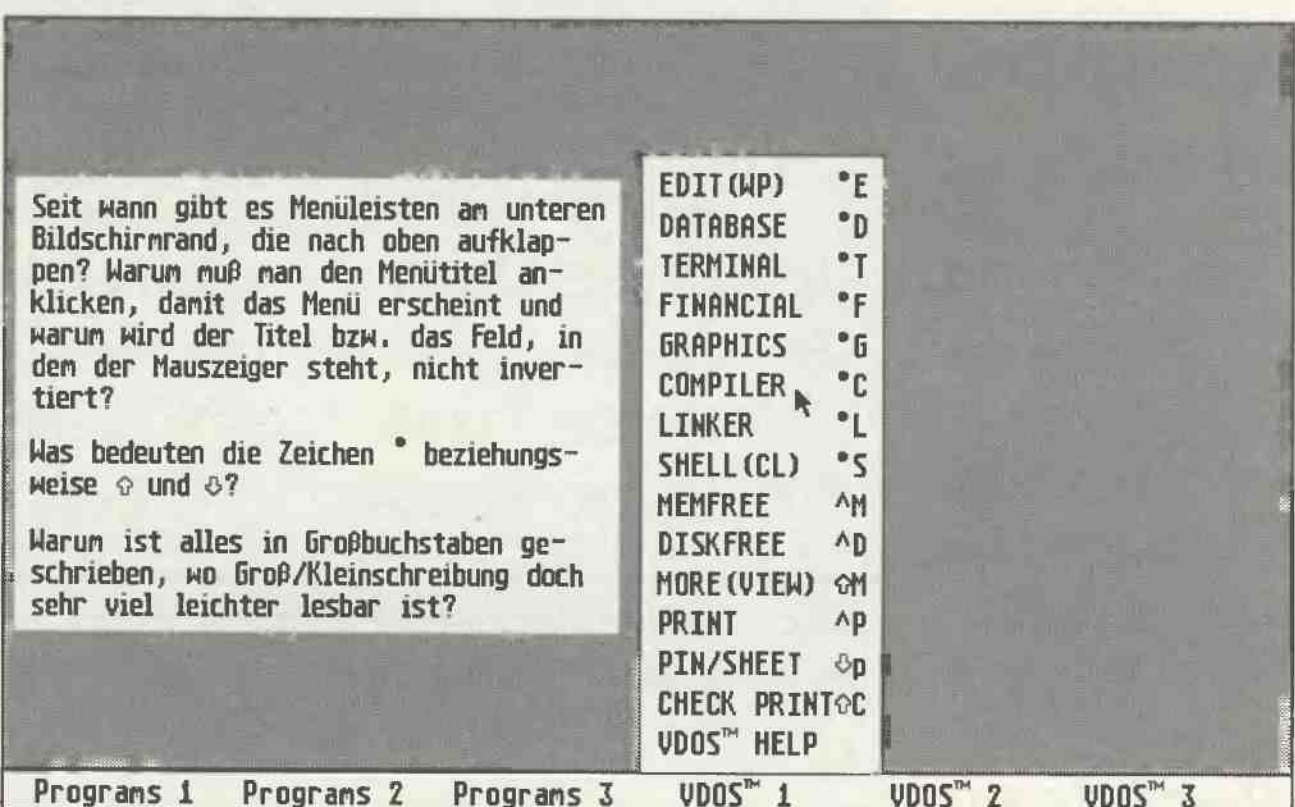 Seit wann gibt es Menüleisten am unteren
Bildschirmrand, die nach oben aufklap-
pen? Warum muß man den Menütitel an-
klicken, damit das Menü erscheint und
warum wird der Titel bzw. das Feld, in
dem der Mauszeiger steht, nicht inver-
tiert?
Was bedeuten die Zeichen • beziehungs-
weise ⇧ und ⇩?
Warum ist alles in Großbuchstaben ge-
schrieben, wo Groß/Kleinschreibung doch
sehr viel leichter lesbar ist?
EDIT(WP) •E
DATABASE •D
TERMINAL •T
FINANCIAL •F
GRAPHICS •G
COMPILER •C
LINKER •L
SHELL(CL) •S
MEMFREE ^M
DISKFREE ^D
MORE(VIEW) ⇧M
PRINT ^P
PIN/SHEET ⇩p
CHECK PRINT⇧C
VDOS™ HELP
Programs 1 Programs 2 Programs 3 VDOS™ 1 VDOS™ 2 VDOS™ 3